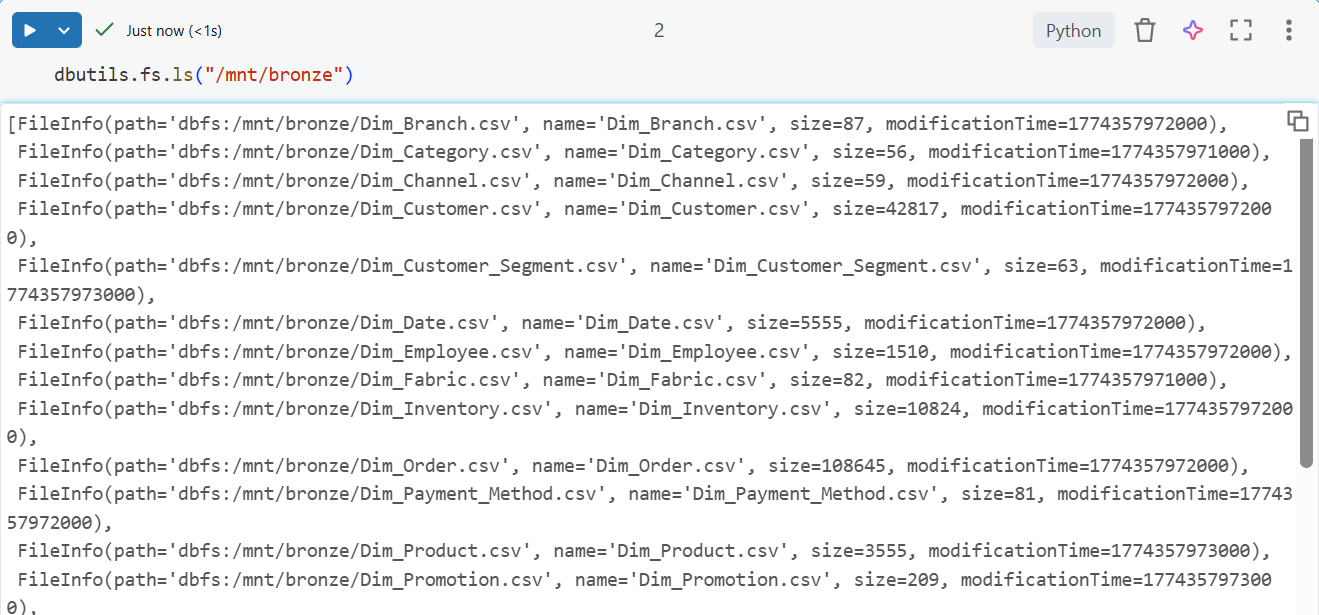 Just now (<1s)
2
Python
dbutils.fs.ls("/mnt/bronze")
[FileInfo(path='dbfs:/mnt/bronze/Dim_Branch.csv', name='Dim_Branch.csv', size=87, modificationTime=1774357972000),
 FileInfo(path='dbfs:/mnt/bronze/Dim_Category.csv', name='Dim_Category.csv', size=56, modificationTime=1774357971000),
 FileInfo(path='dbfs:/mnt/bronze/Dim_Channel.csv', name='Dim_Channel.csv', size=59, modificationTime=1774357972000),
 FileInfo(path='dbfs:/mnt/bronze/Dim_Customer.csv', name='Dim_Customer.csv', size=42817, modificationTime=177435797200
0),
 FileInfo(path='dbfs:/mnt/bronze/Dim_Customer_Segment.csv', name='Dim_Customer_Segment.csv', size=63, modificationTime=1
774357973000),
 FileInfo(path='dbfs:/mnt/bronze/Dim_Date.csv', name='Dim_Date.csv', size=5555, modificationTime=1774357972000),
 FileInfo(path='dbfs:/mnt/bronze/Dim_Employee.csv', name='Dim_Employee.csv', size=1510, modificationTime=1774357972000),
 FileInfo(path='dbfs:/mnt/bronze/Dim_Fabric.csv', name='Dim_Fabric.csv', size=82, modificationTime=1774357971000),
 FileInfo(path='dbfs:/mnt/bronze/Dim_Inventory.csv', name='Dim_Inventory.csv', size=10824, modificationTime=177435797200
0),
 FileInfo(path='dbfs:/mnt/bronze/Dim_Order.csv', name='Dim_Order.csv', size=108645, modificationTime=1774357972000),
 FileInfo(path='dbfs:/mnt/bronze/Dim_Payment_Method.csv', name='Dim_Payment_Method.csv', size=81, modificationTime=17743
57972000),
 FileInfo(path='dbfs:/mnt/bronze/Dim_Product.csv', name='Dim_Product.csv', size=3555, modificationTime=1774357973000),
 FileInfo(path='dbfs:/mnt/bronze/Dim_Promotion.csv', name='Dim_Promotion.csv', size=209, modificationTime=177435797300
0),